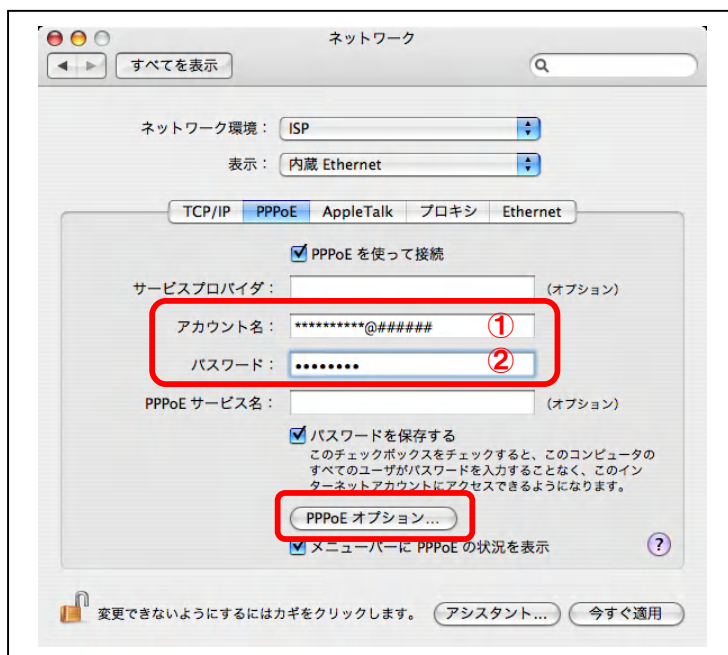 ネットワーク
すべてを表示
ネットワーク環境： ISP
表示： 内蔵 Ethernet
TCP/IP PPPoE AppleTalk プロキシ Ethernet
PPPoE を使って接続
サービスプロバイダ： (オプション)
アカウント名： **********@###### ①
パスワード： •••••••• ②
PPPoE サービス名： (オプション)
パスワードを保存する
このチェックボックスをチェックすると、このコンピュータの
すべてのユーザがパスワードを入力することなく、このイン
ターネットアカウントにアクセスできるようになります。
PPPoE オプション...
メニューバーに PPPoE の状況を表示 ?
変更できないようにするにはカギをクリックします。 アシスタント... 今すぐ適用